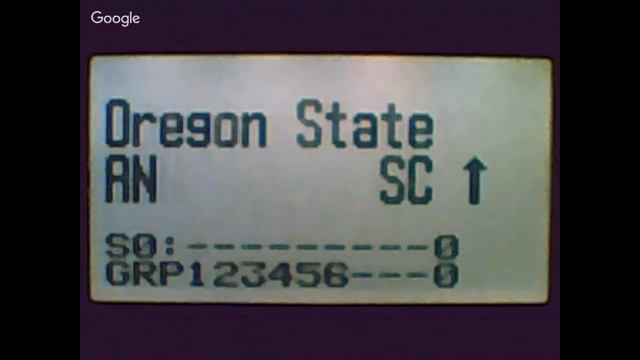 Google
Oregon State
AN SC ↑
S0:----------0
GRP123456---0